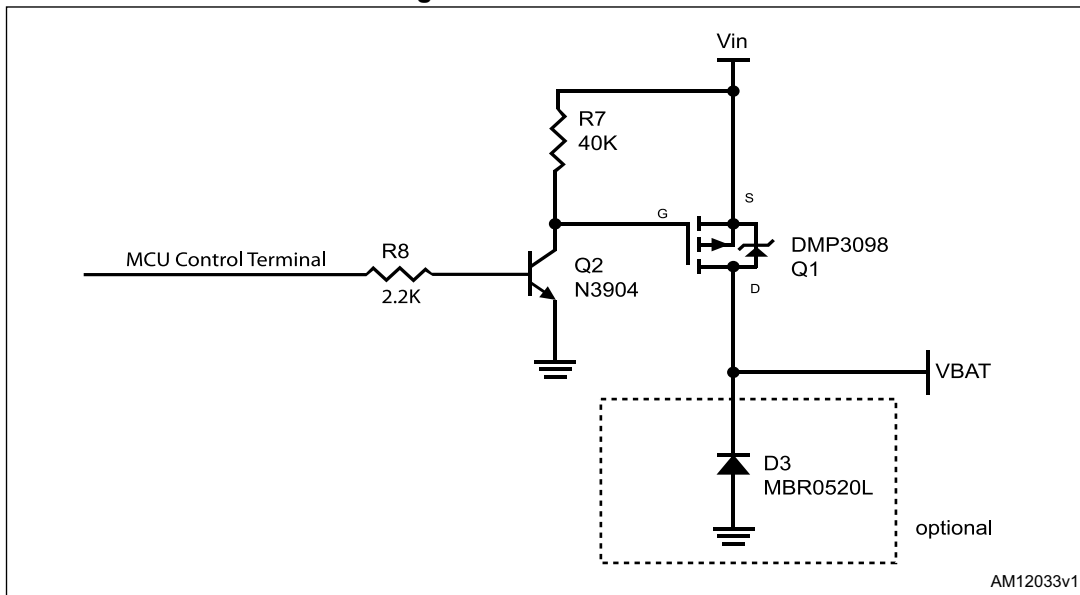 Vin
R7
40K
S
G
DMP3098
Q1
MCU Control Terminal
R8
2.2K
Q2
N3904
D
VBAT
D3
MBR0520L
optional
AM12033v1